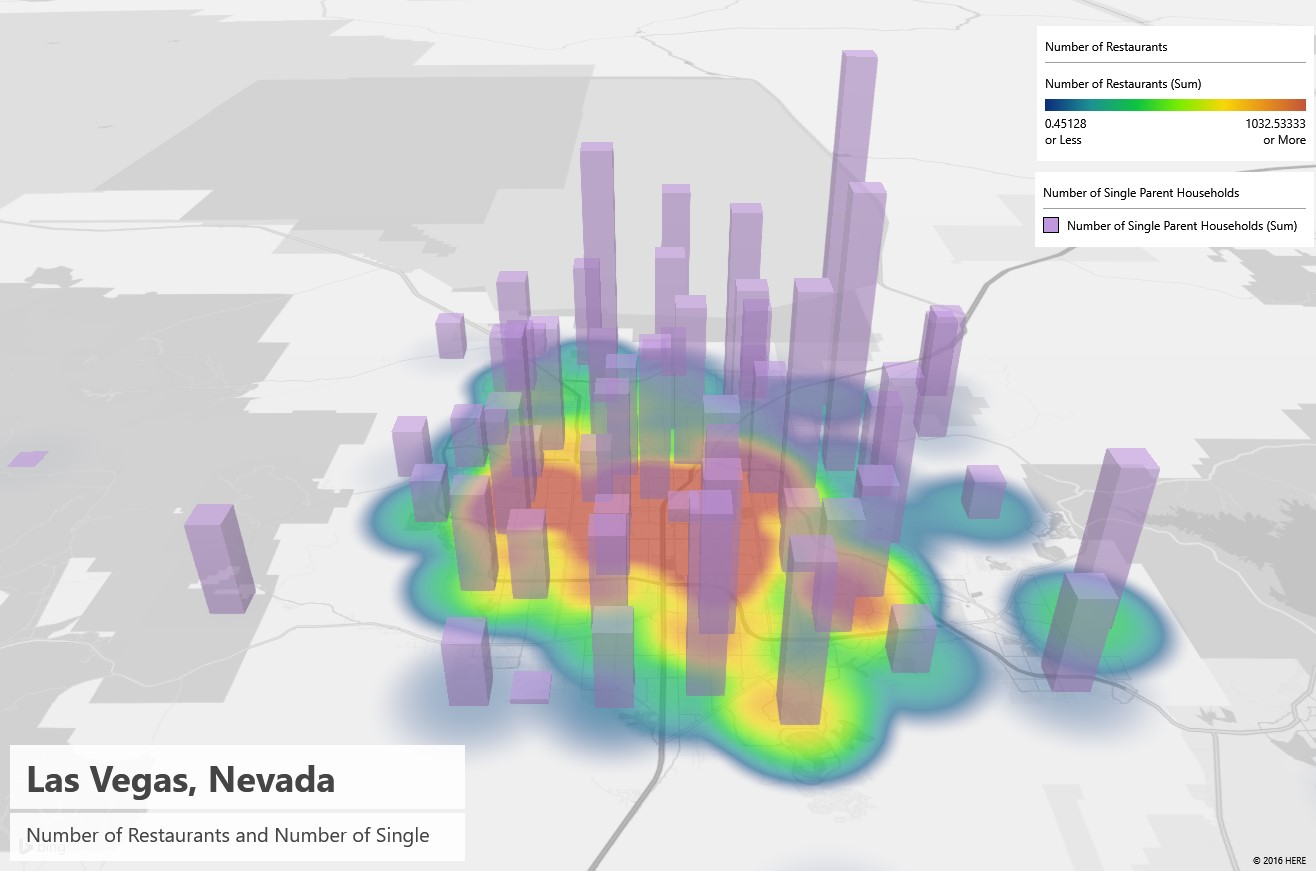 Number of Restaurants
Number of Restaurants (Sum)
0.45128 1032.53333
or Less or More
Number of Single Parent Households
Number of Single Parent Households (Sum)
Las Vegas, Nevada
Number of Restaurants and Number of Single
bing
© 2016 HERE